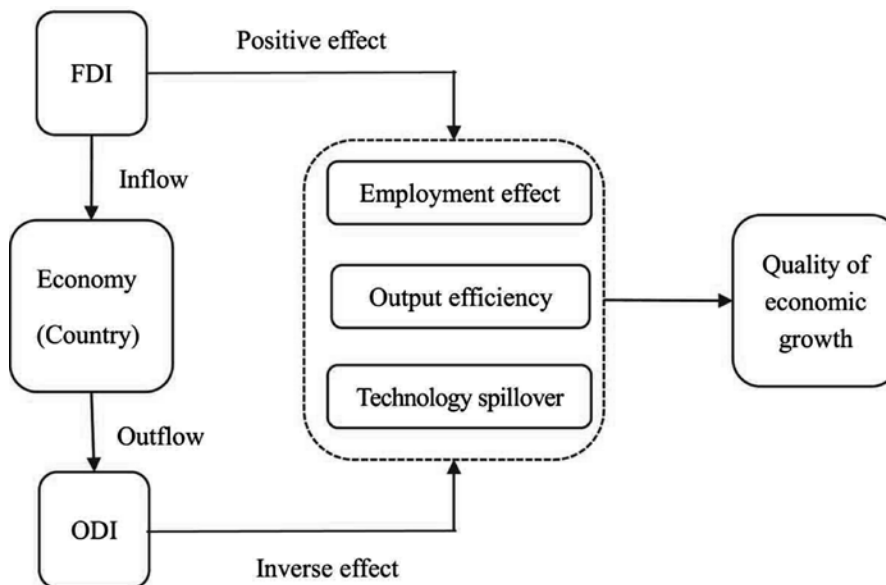 Positive effect
FDI
Inflow
Employment effect
Economy
(Country)
Output efficiency
Quality of
economic
growth
Technology spillover
Outflow
ODI
Inverse effect